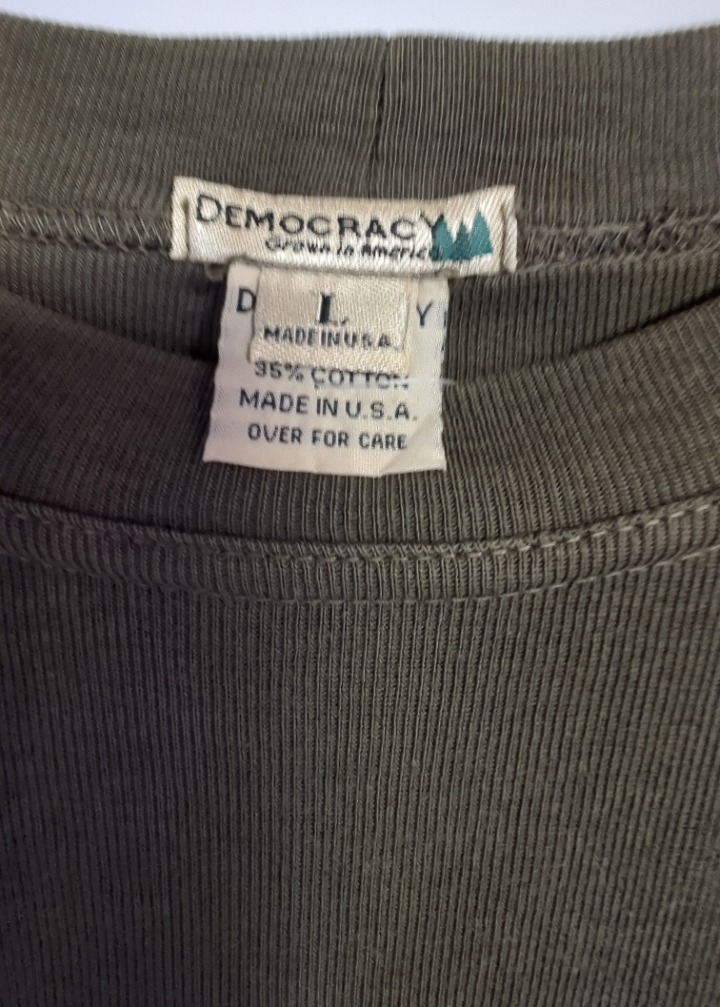 DEMOCRACY
Grown in America
L
MADE IN U.S.A.
D Y
35% COTTON
MADE IN U.S.A.
OVER FOR CARE